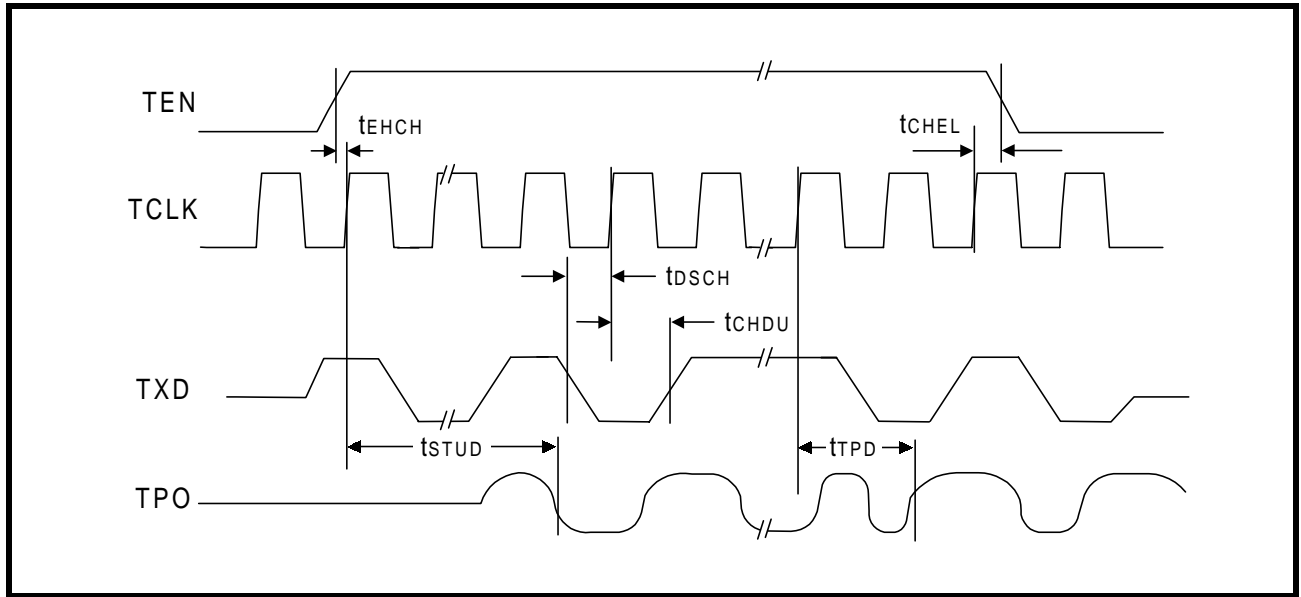 TEN
tEHCH
tCHEL
TCLK
tDSCH
tCHDU
TXD
tSTUD
tTPD
TPO